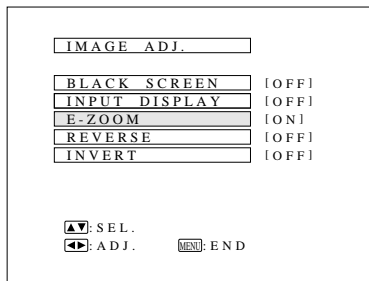 IMAGE ADJ.
BLACK SCREEN [OFF]
INPUT DISPLAY [OFF]
E-ZOOM [ON]
REVERSE [OFF]
INVERT [OFF]
▲▼: SEL.
◀▶: ADJ. MENU: END